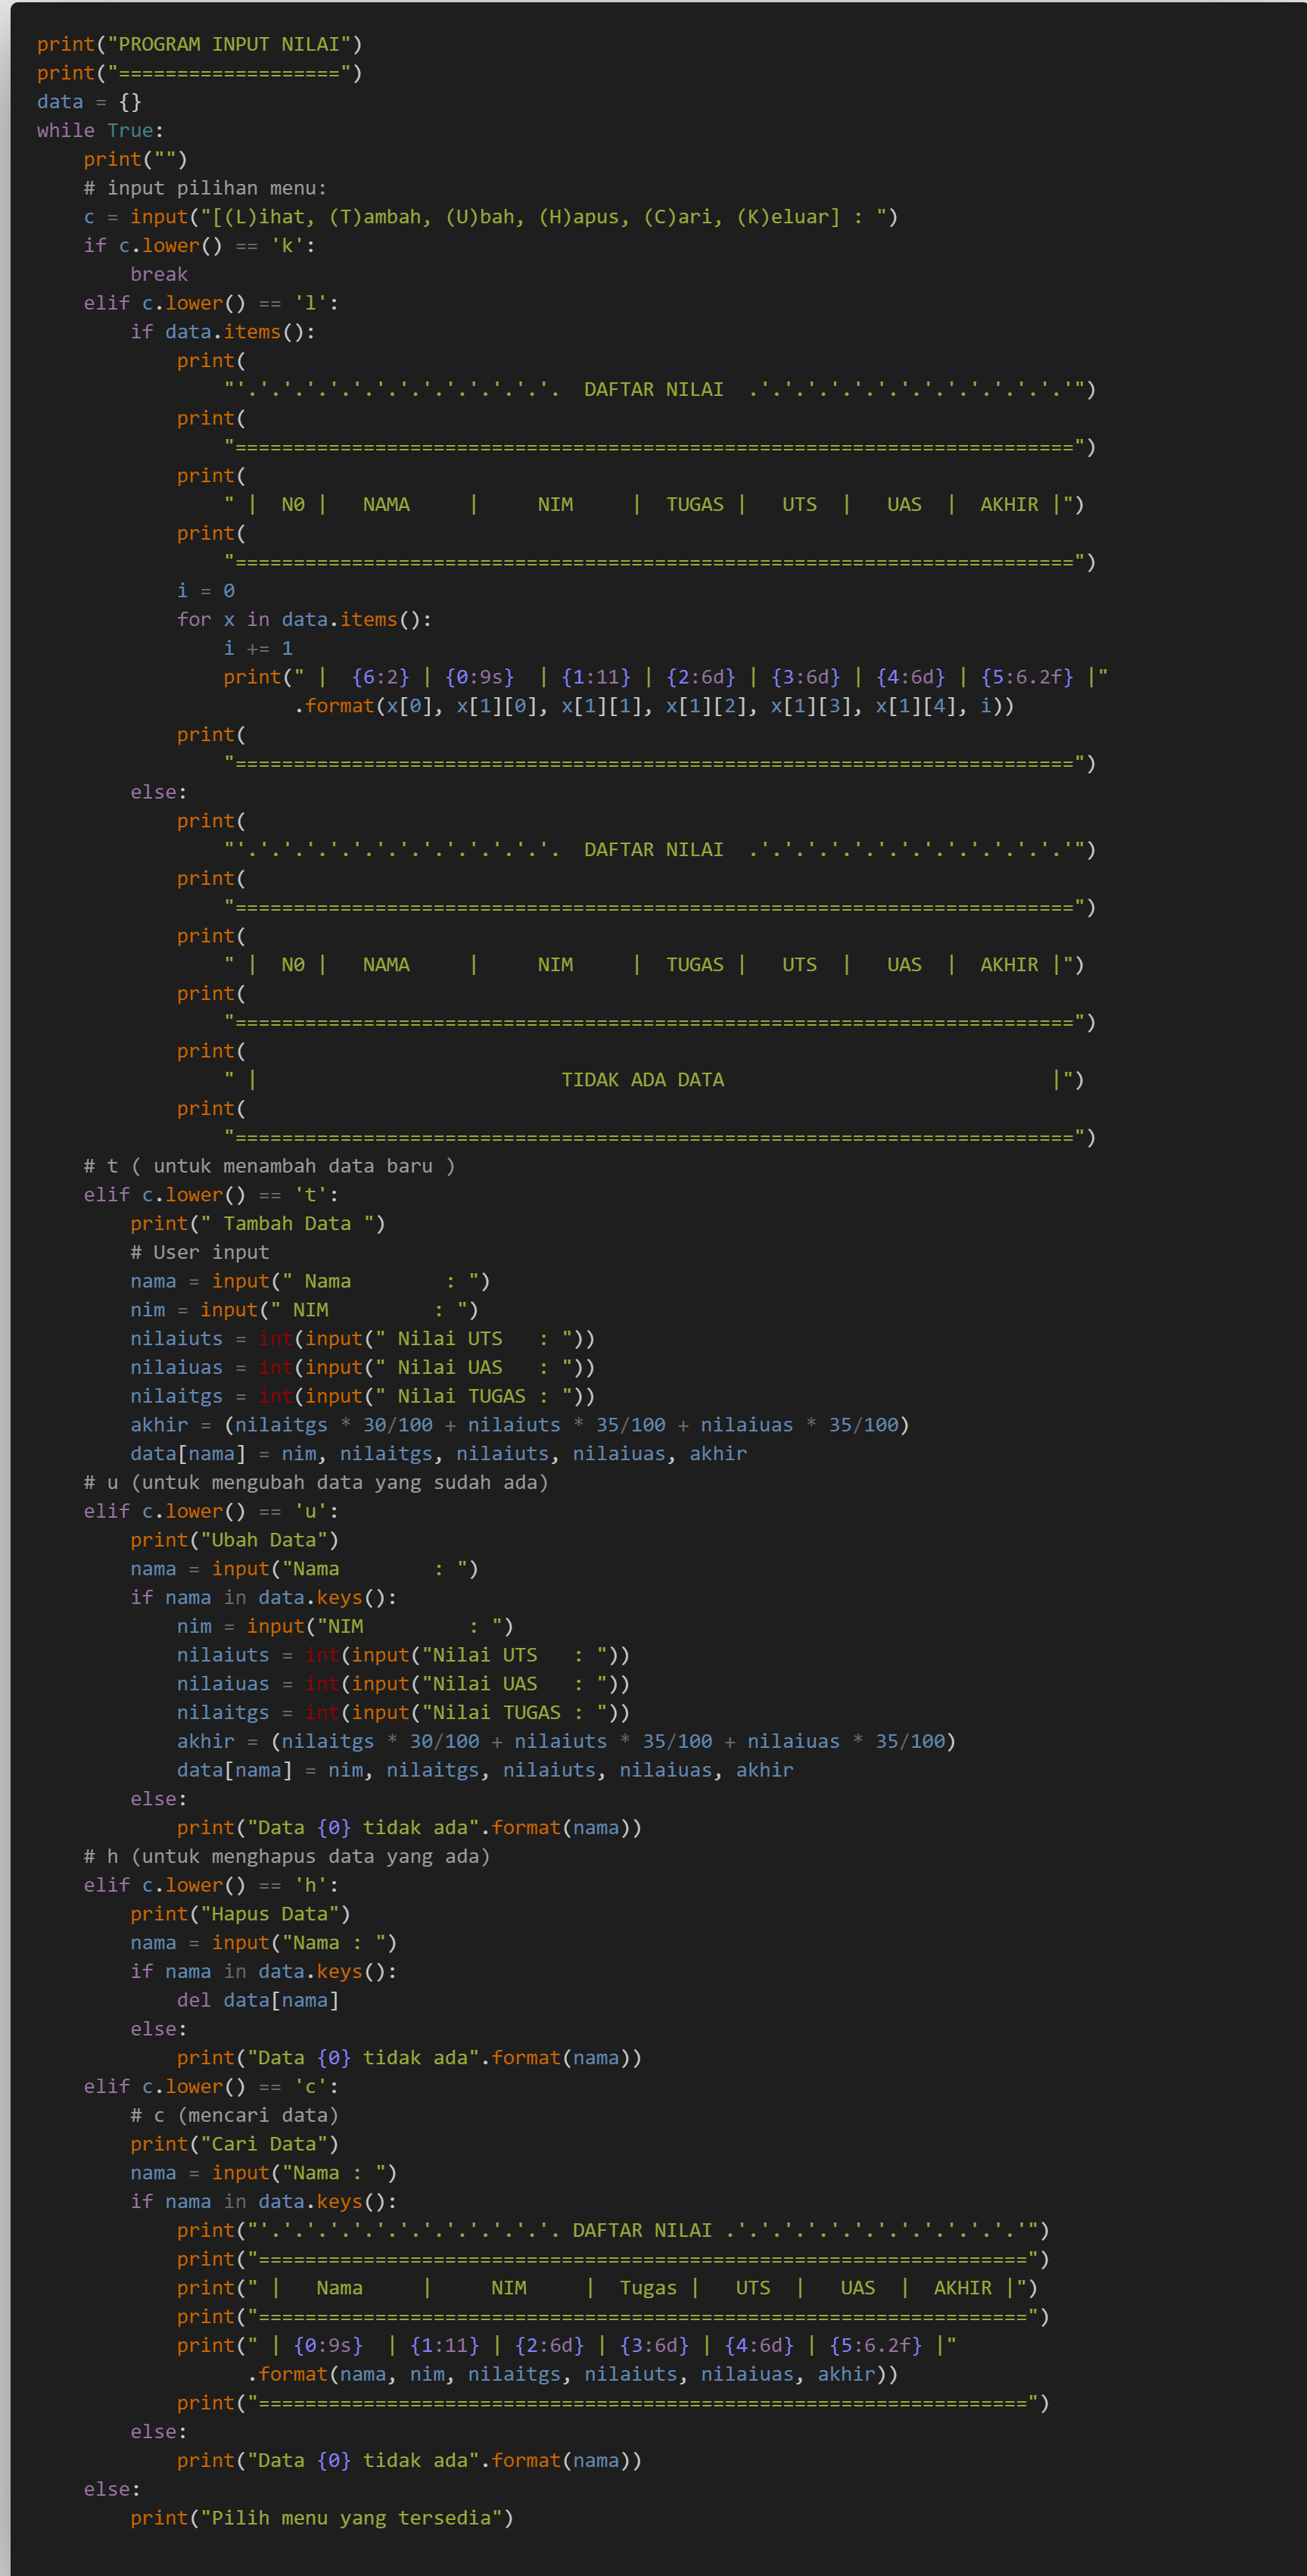 print("PROGRAM INPUT NILAI")
print("===================")
data = {}
while True:
    print("")
    # input pilihan menu:
    c = input("[(L)ihat, (T)ambah, (U)bah, (H)apus, (C)ari, (K)eluar] : ")
    if c.lower() == 'k':
        break
    elif c.lower() == 'l':
        if data.items():
            print(
                "'.'.'.'.'.'.'.'.'.'.'.'.'.'.  DAFTAR NILAI  .'.'.'.'.'.'.'.'.'.'.'.'.'.'")
            print(
                "========================================================================")
            print(
                " |  N0 |   NAMA     |     NIM     |  TUGAS |   UTS  |   UAS  |  AKHIR |")
            print(
                "========================================================================")
            i = 0
            for x in data.items():
                i += 1
                print(" |  {6:2} | {0:9s}  | {1:11} | {2:6d} | {3:6d} | {4:6d} | {5:6.2f} |"
                      .format(x[0], x[1][0], x[1][1], x[1][2], x[1][3], x[1][4], i))
            print(
                "========================================================================")
        else:
            print(
                "'.'.'.'.'.'.'.'.'.'.'.'.'.'.  DAFTAR NILAI  .'.'.'.'.'.'.'.'.'.'.'.'.'.'")
            print(
                "========================================================================")
            print(
                " |  N0 |   NAMA     |     NIM     |  TUGAS |   UTS  |   UAS  |  AKHIR |")
            print(
                "========================================================================")
            print(
                " |                          TIDAK ADA DATA                            |")
            print(
                "========================================================================")
    # t ( untuk menambah data baru )
    elif c.lower() == 't':
        print(" Tambah Data ")
        # User input
        nama = input(" Nama        : ")
        nim = input(" NIM         : ")
        nilaiuts = int(input(" Nilai UTS   : "))
        nilaiuas = int(input(" Nilai UAS   : "))
        nilaitgs = int(input(" Nilai TUGAS : "))
        akhir = (nilaitgs * 30/100 + nilaiuts * 35/100 + nilaiuas * 35/100)
        data[nama] = nim, nilaitgs, nilaiuts, nilaiuas, akhir
    # u (untuk mengubah data yang sudah ada)
    elif c.lower() == 'u':
        print("Ubah Data")
        nama = input("Nama        : ")
        if nama in data.keys():
            nim = input("NIM         : ")
            nilaiuts = int(input("Nilai UTS   : "))
            nilaiuas = int(input("Nilai UAS   : "))
            nilaitgs = int(input("Nilai TUGAS : "))
            akhir = (nilaitgs * 30/100 + nilaiuts * 35/100 + nilaiuas * 35/100)
            data[nama] = nim, nilaitgs, nilaiuts, nilaiuas, akhir
        else:
            print("Data {0} tidak ada".format(nama))
    # h (untuk menghapus data yang ada)
    elif c.lower() == 'h':
        print("Hapus Data")
        nama = input("Nama : ")
        if nama in data.keys():
            del data[nama]
        else:
            print("Data {0} tidak ada".format(nama))
    elif c.lower() == 'c':
        # c (mencari data)
        print("Cari Data")
        nama = input("Nama : ")
        if nama in data.keys():
            print("'.'.'.'.'.'.'.'.'.'.'.'.'. DAFTAR NILAI .'.'.'.'.'.'.'.'.'.'.'.'.'")
            print("==================================================================")
            print(" |   Nama     |     NIM     |  Tugas |   UTS  |   UAS  |  AKHIR |")
            print("==================================================================")
            print(" | {0:9s}  | {1:11} | {2:6d} | {3:6d} | {4:6d} | {5:6.2f} |"
                  .format(nama, nim, nilaitgs, nilaiuts, nilaiuas, akhir))
            print("==================================================================")
        else:
            print("Data {0} tidak ada".format(nama))
    else:
        print("Pilih menu yang tersedia")